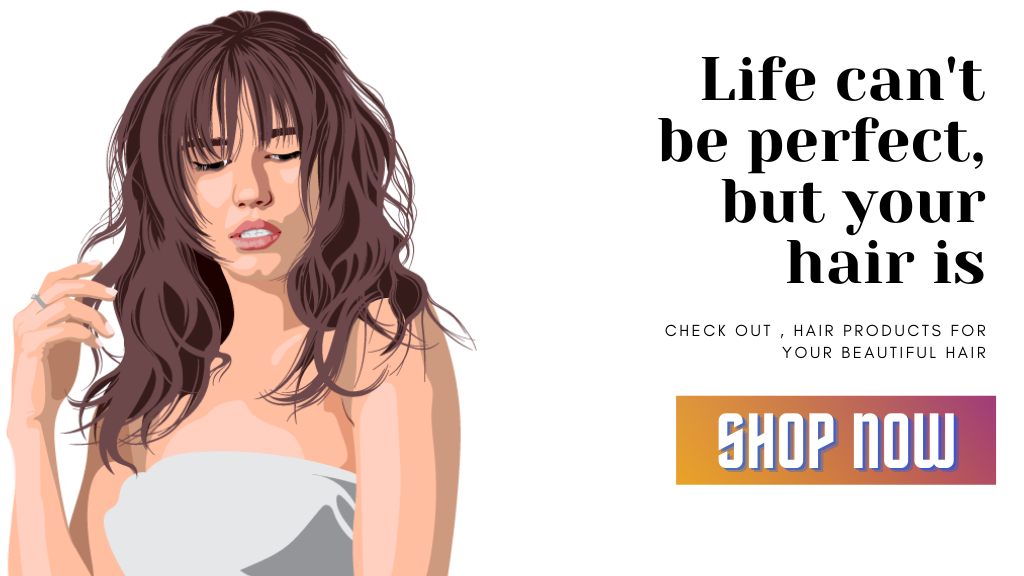 Life can't
be perfect,
but your
hair is
CHECK OUT , HAIR PRODUCTS FOR
YOUR BEAUTIFUL HAIR
SHOP NOW